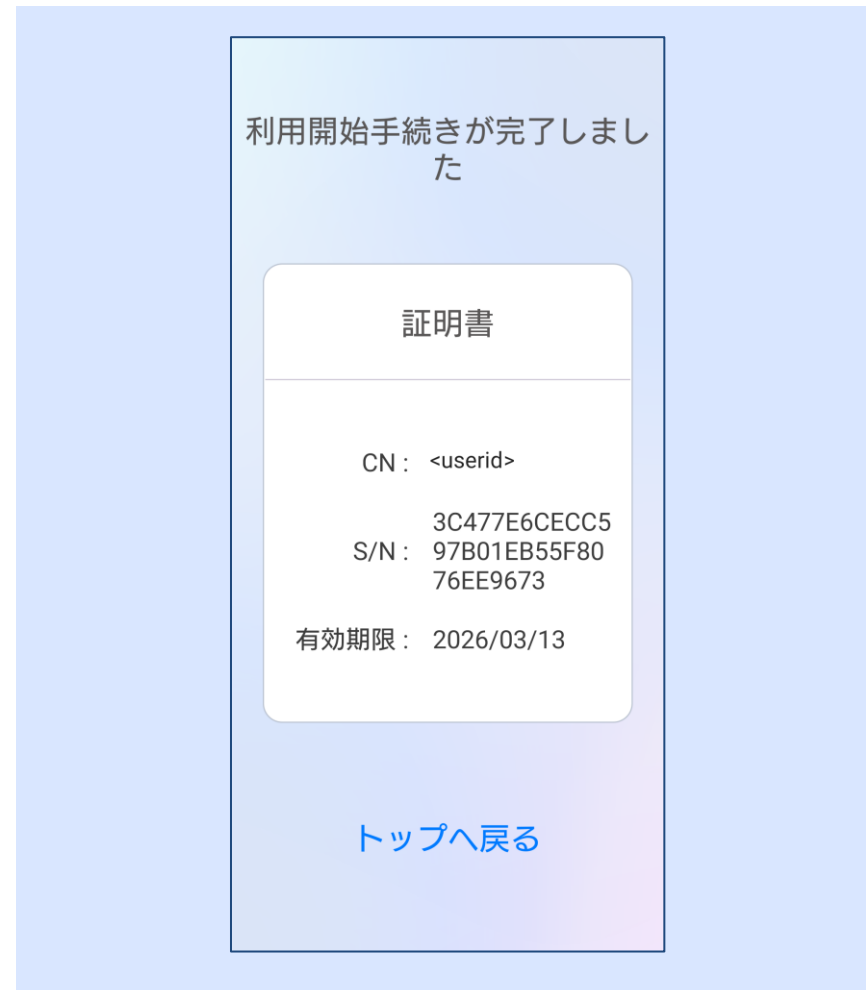 利用開始手続きが完了しまし
た
証明書
CN : <userid>
S/N : 3C477E6CECC5
97B01EB55F80
76EE9673
有効期限 : 2026/03/13
トップへ戻る